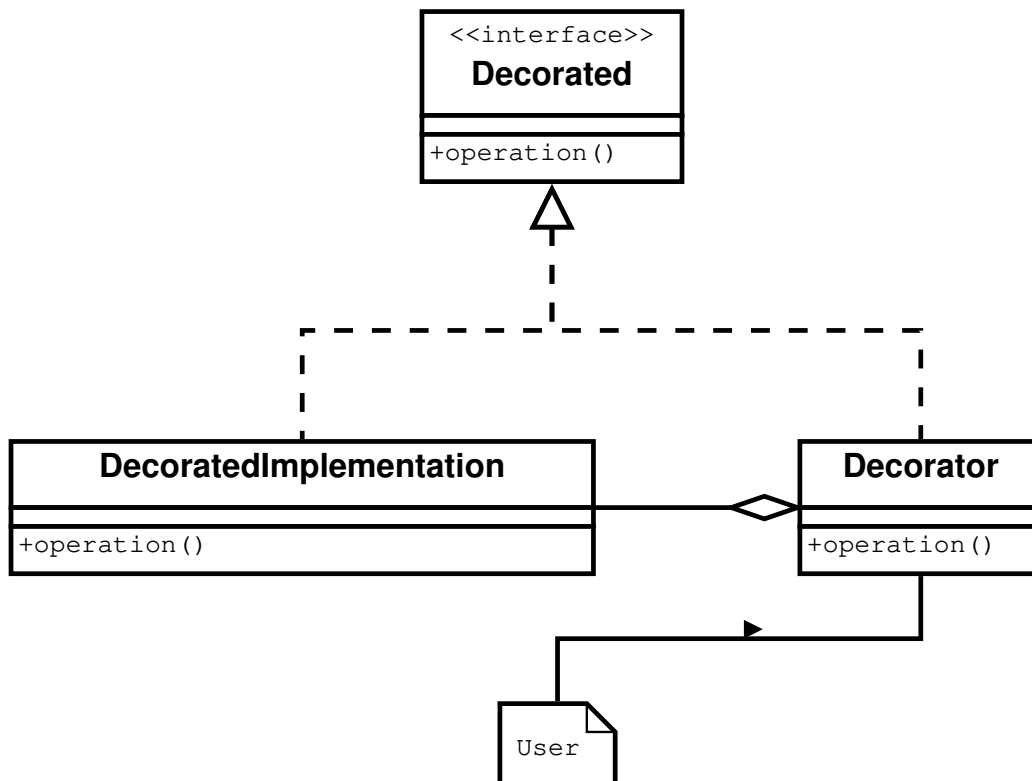 <<interface>>
Decorated
+operation()
DecoratedImplementation
+operation()
Decorator
+operation()
User